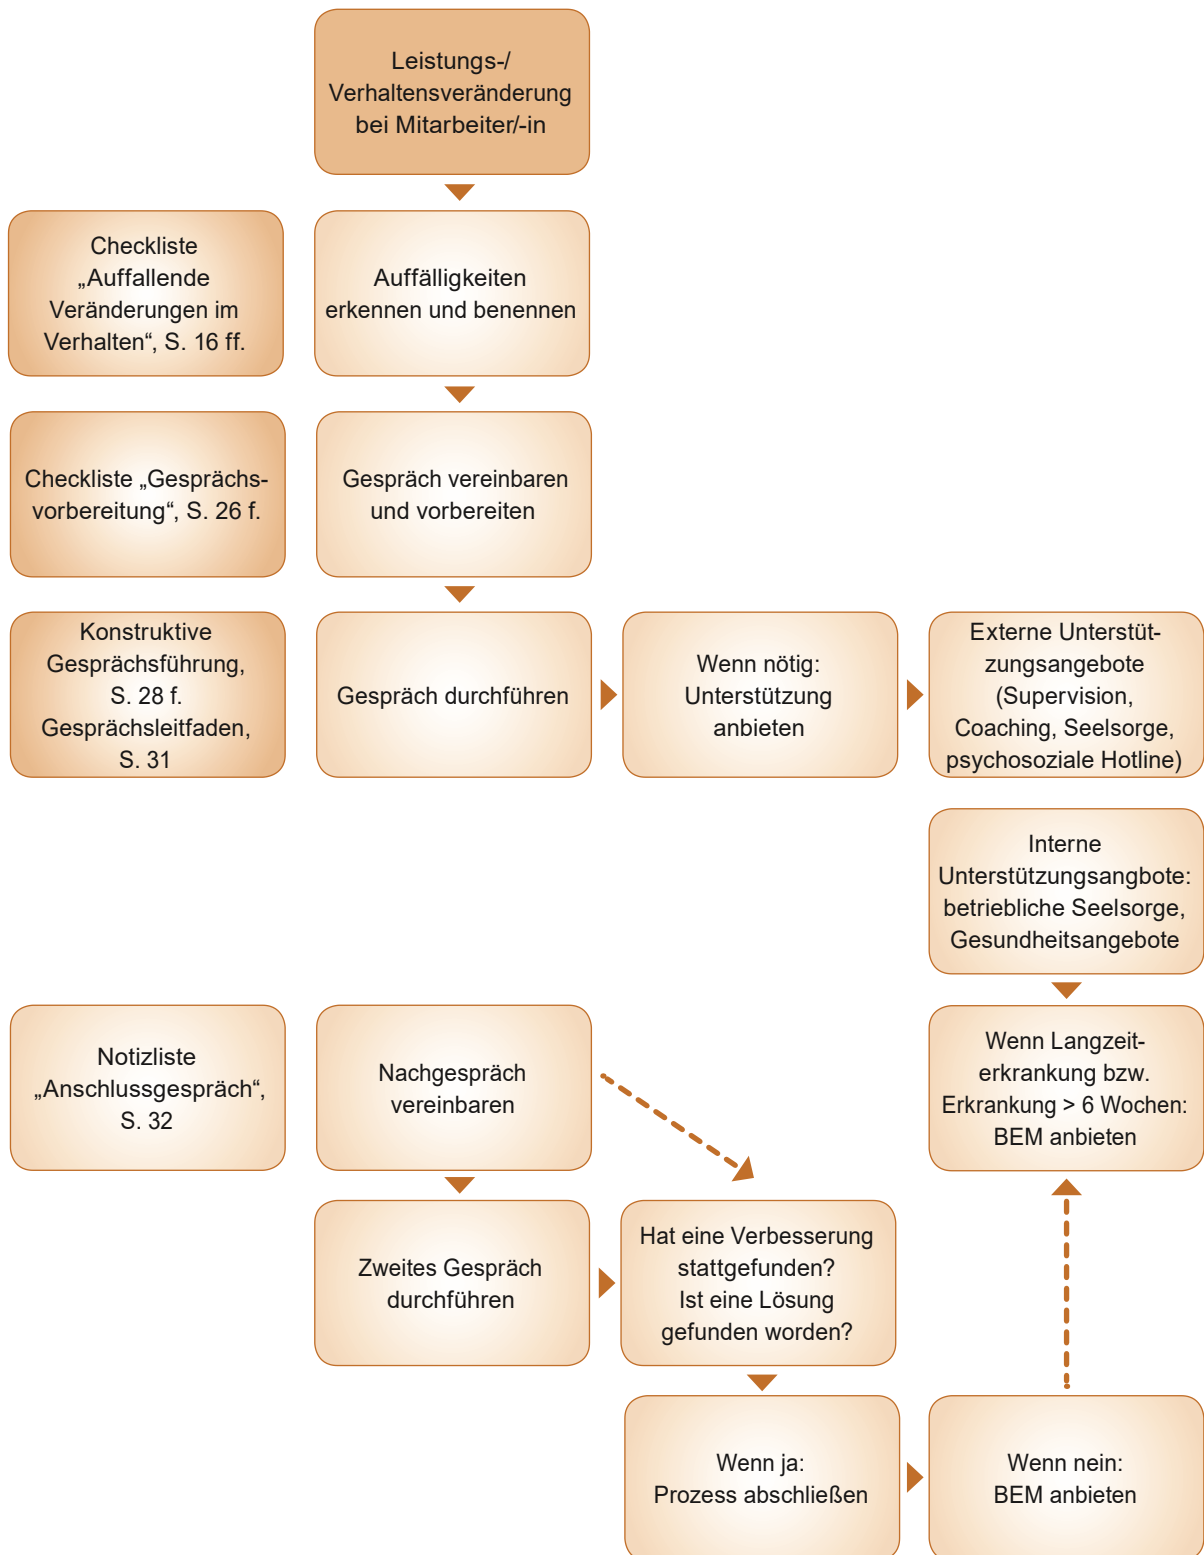 Leistungs-/
Verhaltensveränderung
bei Mitarbeiter/-in
Checkliste
„Auffallende
Veränderungen im
Verhalten“, S. 16 ff.
Auffälligkeiten
erkennen und benennen
Checkliste „Gesprächs-
vorbereitung“, S. 26 f.
Gespräch vereinbaren
und vorbereiten
Konstruktive
Gesprächsführung,
S. 28 f.
Gesprächsleitfaden,
S. 31
Gespräch durchführen
Wenn nötig:
Unterstützung
anbieten
Externe Unterstüt-
zungsangebote
(Supervision,
Coaching, Seelsorge,
psychosoziale Hotline)
Interne
Unterstützungsangbote:
betriebliche Seelsorge,
Gesundheitsangebote
Notizliste
„Anschlussgespräch“,
S. 32
Nachgespräch
vereinbaren
Wenn Langzeit-
erkrankung bzw.
Erkrankung > 6 Wochen:
BEM anbieten
Zweites Gespräch
durchführen
Hat eine Verbesserung
stattgefunden?
Ist eine Lösung
gefunden worden?
Wenn ja:
Prozess abschließen
Wenn nein:
BEM anbieten